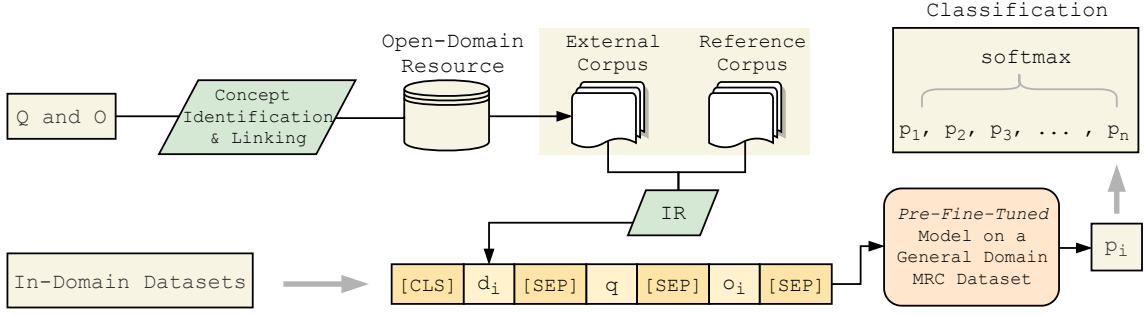 Classification
Open-Domain
Resource
External
Corpus
Reference
Corpus
softmax
Q and O
Concept
Identification
& Linking
p1, p2, p3, ... , pn
IR
Pre-Fine-Tuned
Model on a
General Domain
MRC Dataset
pi
In-Domain Datasets
[CLS] di [SEP] q [SEP] oi [SEP]